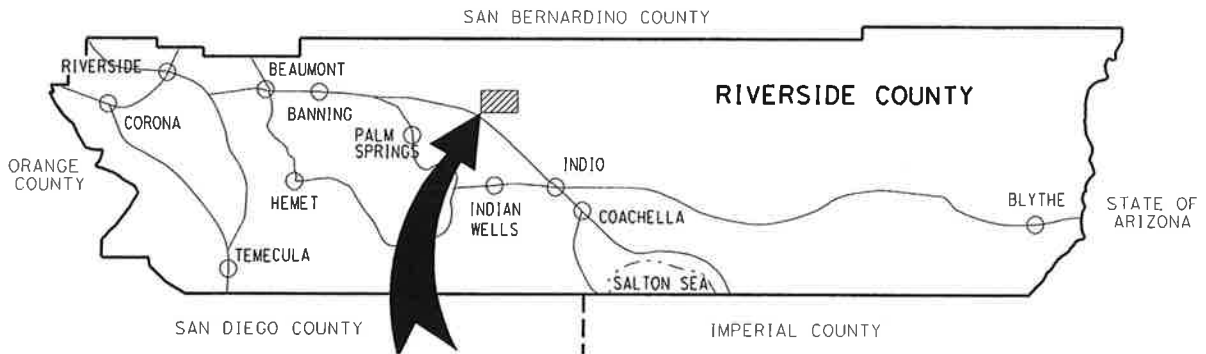 SAN BERNARDINO COUNTY
RIVERSIDE
BEAUMONT
BANNING
RIVERSIDE COUNTY
CORONA
PALM
SPRINGS
ORANGE
COUNTY
INDIO
HEMET
INDIAN
WELLS
COACHELLA
BLYTHE
STATE OF
ARIZONA
TEMECULA
SALTON SEA
SAN DIEGO COUNTY
IMPERIAL COUNTY